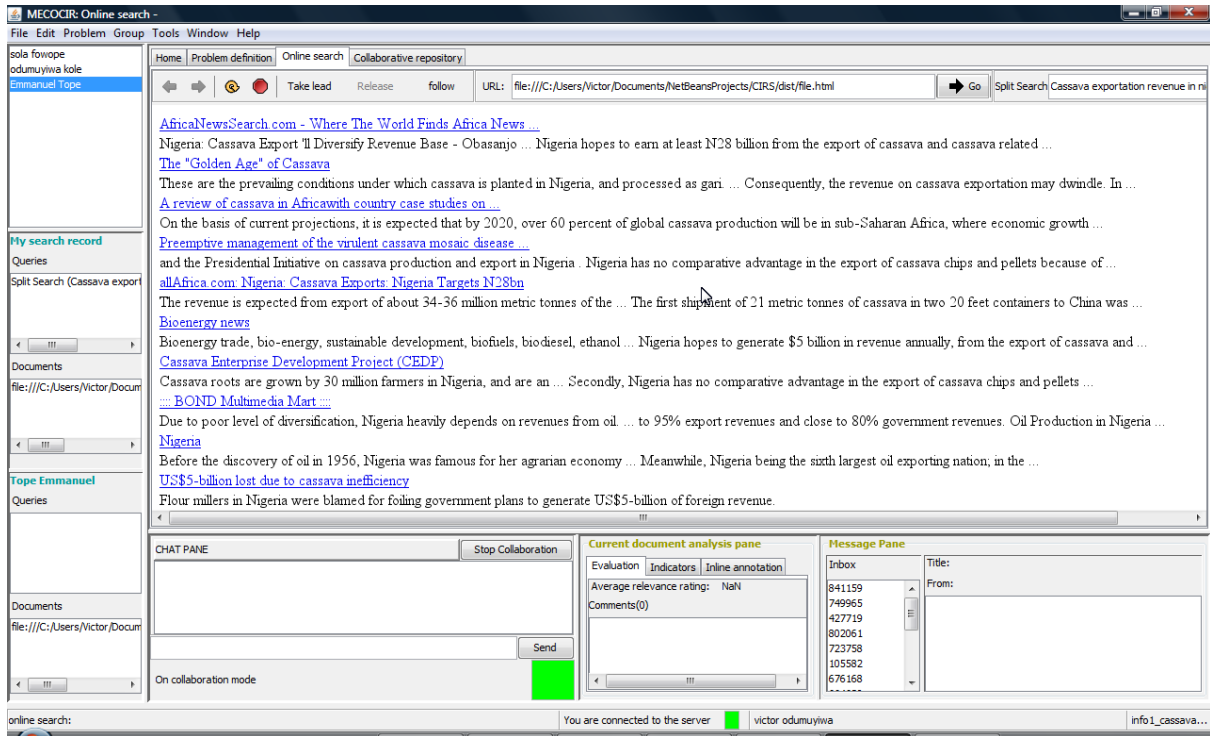 MECOCIR: Online search -
File Edit Problem Group Tools Window Help
sola fowope
odumuyiwa kole
Emmanuel Tope
Home Problem definition Online search Collaborative repository
Take lead Release follow URL: file:///C:/Users/Victor/Documents/NetBeansProjects/CIRS/dist/file.html Go Split Search Cassava exportation revenue in ni
AfricaNewsSearch.com - Where The World Finds Africa News ...
Nigeria: Cassava Export 'll Diversify Revenue Base - Obasanjo ... Nigeria hopes to earn at least N28 billion from the export of cassava and cassava related ...
The "Golden Age" of Cassava
These are the prevailing conditions under which cassava is planted in Nigeria, and processed as gari. ... Consequently, the revenue on cassava exportation may dwindle. In ...
A review of cassava in Africawith country case studies on ...
On the basis of current projections, it is expected that by 2020, over 60 percent of global cassava production will be in sub-Saharan Africa, where economic growth ...
Preemptive management of the virulent cassava mosaic disease ...
and the Presidential Initiative on cassava production and export in Nigeria . Nigeria has no comparative advantage in the export of cassava chips and pellets because of ...
allAfrica.com: Nigeria: Cassava Exports: Nigeria Targets N28bn
The revenue is expected from export of about 34-36 million metric tonnes of the ... The first shipment of 21 metric tonnes of cassava in two 20 feet containers to China was ...
Bioenergy news
Bioenergy trade, bio-energy, sustainable development, biofuels, biodiesel, ethanol ... Nigeria hopes to generate $5 billion in revenue annually, from the export of cassava and ...
Cassava Enterprise Development Project (CEDP)
Cassava roots are grown by 30 million farmers in Nigeria, and are an ... Secondly, Nigeria has no comparative advantage in the export of cassava chips and pellets ...
:::: BOND Multimedia Mart ::::
Due to poor level of diversification, Nigeria heavily depends on revenues from oil. ... to 95% export revenues and close to 80% government revenues. Oil Production in Nigeria ...
Nigeria
Before the discovery of oil in 1956, Nigeria was famous for her agrarian economy ... Meanwhile, Nigeria being the sixth largest oil exporting nation; in the ...
US$5-billion lost due to cassava inefficiency
Flour millers in Nigeria were blamed for foiling government plans to generate US$5-billion of foreign revenue.
My search record
Queries
Split Search (Cassava export
Documents
file:///C:/Users/Victor/Docum
Tope Emmanuel
Queries
Documents
file:///C:/Users/Victor/Docum
CHAT PANE Stop Collaboration
Send
On collaboration mode
Current document analysis pane
Evaluation Indicators Inline annotation
Average relevance rating: NaN
Comments(0)
Message Pane
Inbox
841159
749965
427719
802061
723758
105582
676168
Title:
From:
online search: You are connected to the server victor odumuyiwa info1_cassava...